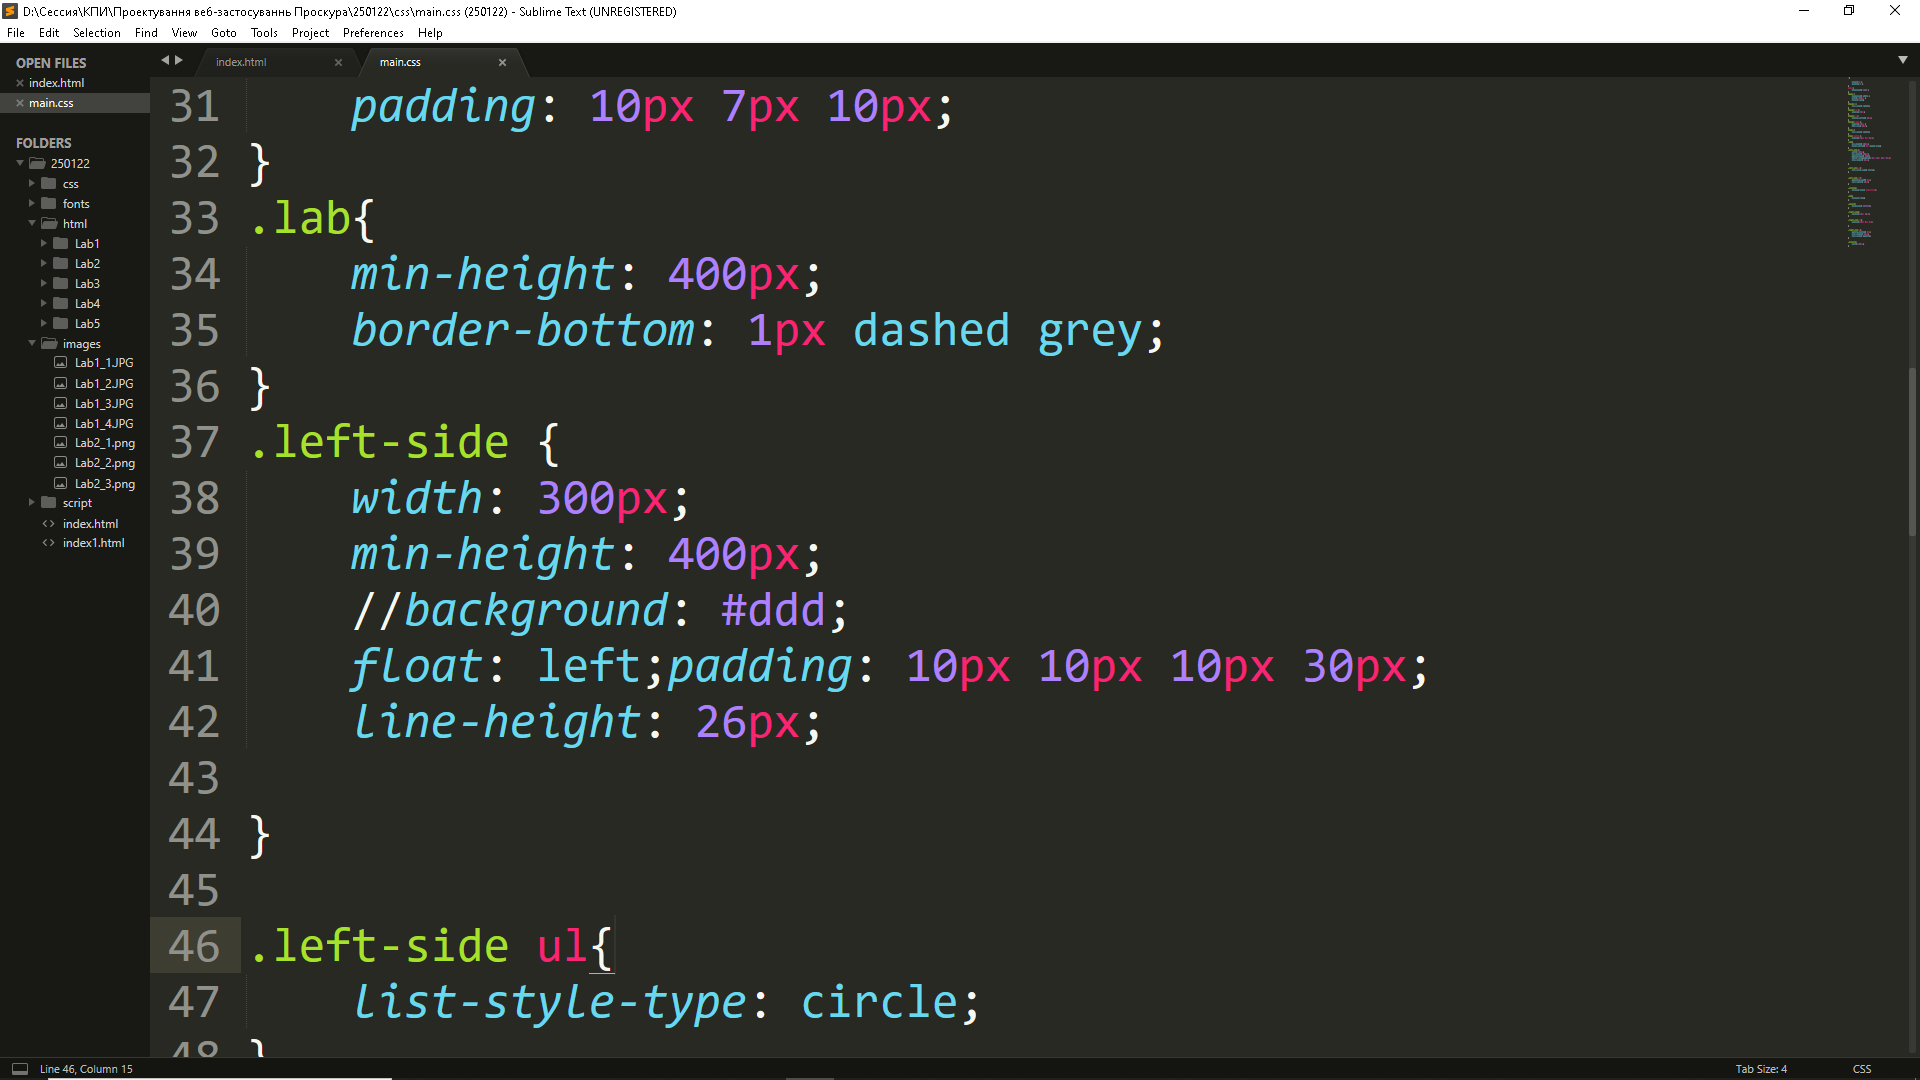 D:\Сессия\КПИ\Проектування веб-застосуваннь Проскура\250122\css\main.css (250122) - Sublime Text (UNREGISTERED)
File Edit Selection Find View Goto Tools Project Preferences Help
OPEN FILES
index.html
main.css
FOLDERS
250122
css
fonts
html
Lab1
Lab2
Lab3
Lab4
Lab5
images
Lab1_1.JPG
Lab1_2.JPG
Lab1_3.JPG
Lab1_4.JPG
Lab2_1.png
Lab2_2.png
Lab2_3.png
script
index.html
index1.html
index.html main.css
31 padding: 10px 7px 10px;
32 }
33 .lab{
34 min-height: 400px;
35 border-bottom: 1px dashed grey;
36 }
37 .left-side {
38 width: 300px;
39 min-height: 400px;
40 //background: #ddd;
41 float: left;padding: 10px 10px 10px 30px;
42 line-height: 26px;
43
44 }
45
46 .left-side ul{
47 list-style-type: circle;
48 }
Line 46, Column 15 Tab Size: 4 CSS